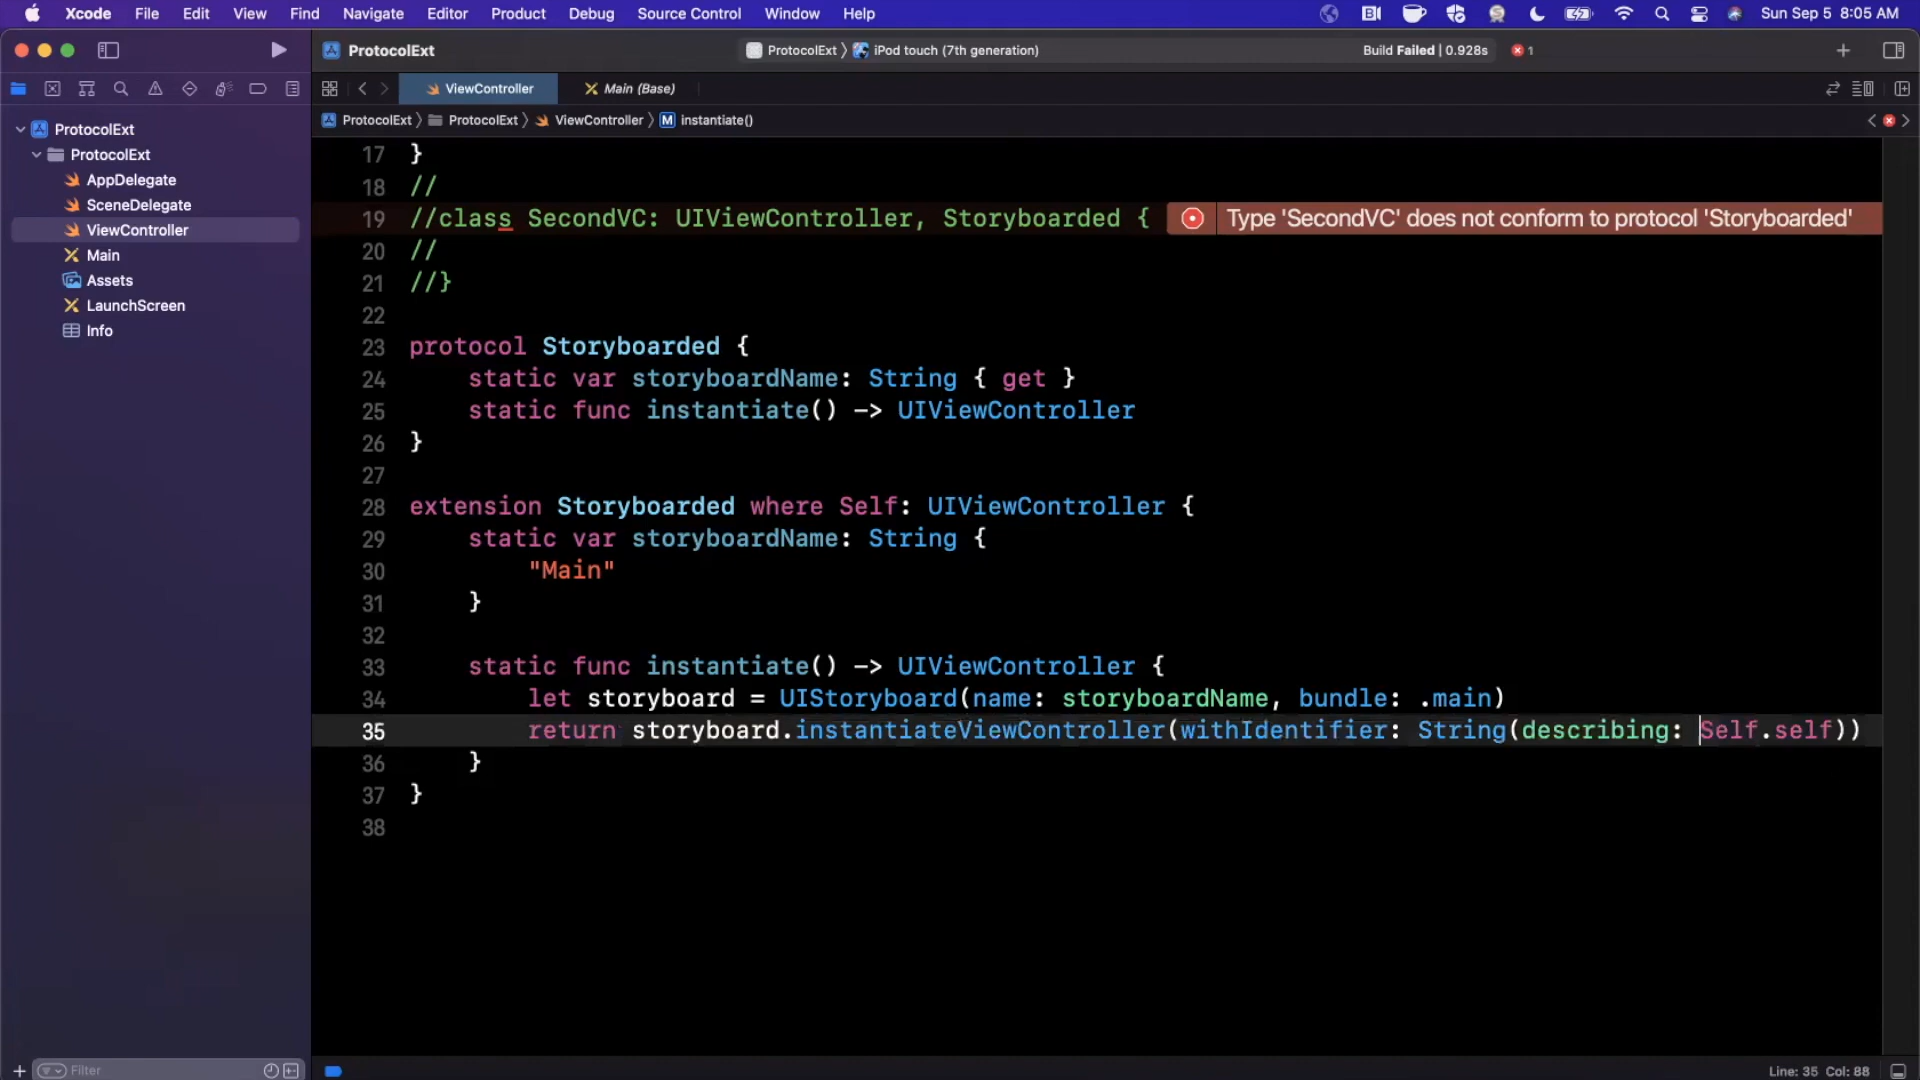 Xcode File Edit View Find Navigate Editor Product Debug Source Control Window Help Sun Sep 5 8:05 AM
ProtocolExt ProtocolExt iPod touch (7th generation) Build Failed | 0.928s 1
ViewController Main (Base)
ProtocolExt ProtocolExt ViewController M instantiate()
ProtocolExt
ProtocolExt
AppDelegate
SceneDelegate
ViewController
Main
Assets
LaunchScreen
Info
17 }
18 //
19 //class SecondVC: UIViewController, Storyboarded { Type 'SecondVC' does not conform to protocol 'Storyboarded'
20 //
21 //}
22
23 protocol Storyboarded {
24 static var storyboardName: String { get }
25 static func instantiate() -> UIViewController
26 }
27
28 extension Storyboarded where Self: UIViewController {
29 static var storyboardName: String {
30 "Main"
31 }
32
33 static func instantiate() -> UIViewController {
34 let storyboard = UIStoryboard(name: storyboardName, bundle: .main)
35 return storyboard.instantiateViewController(withIdentifier: String(describing: Self.self))
36 }
37 }
38
Filter
Line: 35 Col: 88